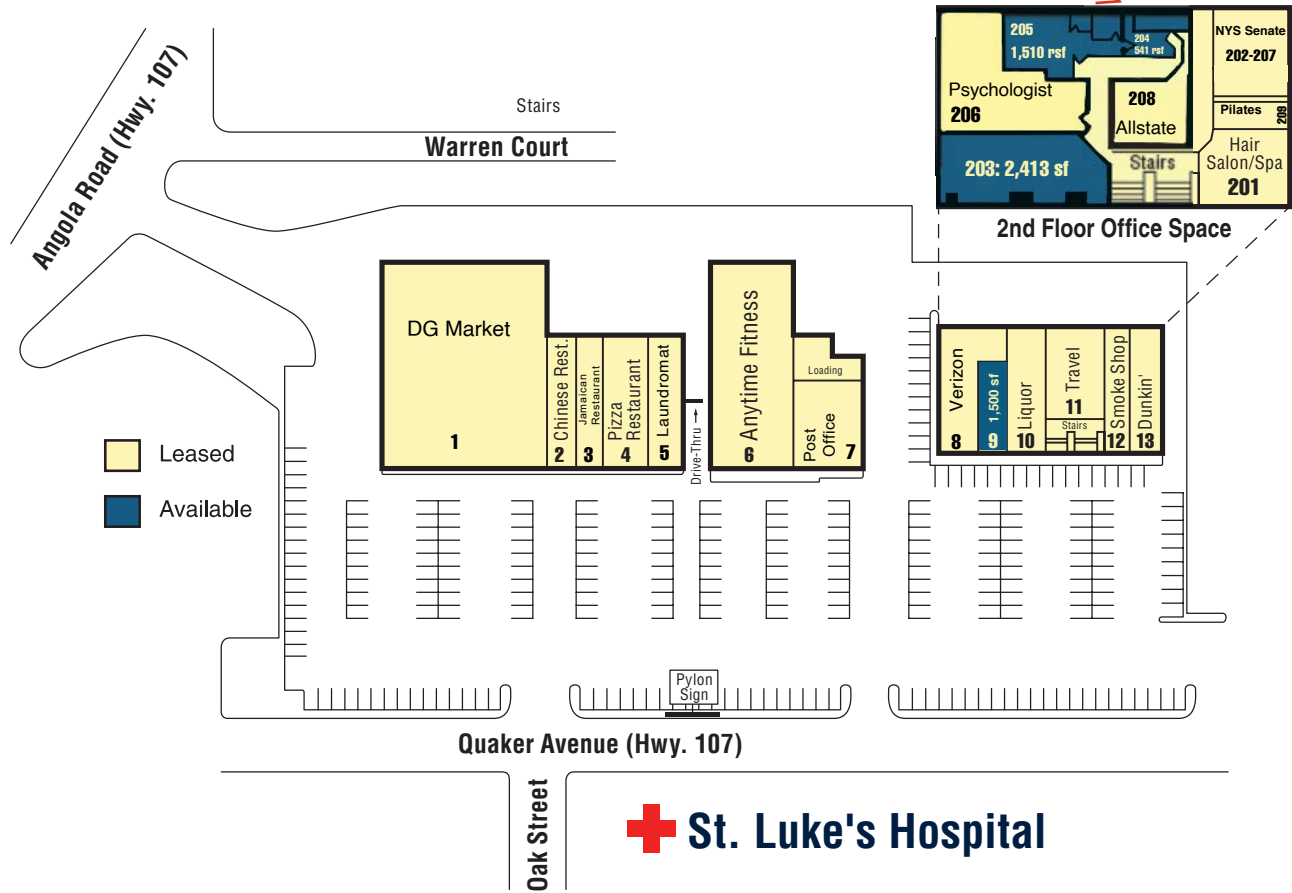 205
1,510 rsf
204
541 rsf
NYS Senate
202-207
Psychologist
206
208
Allstate
Pilates
209
Hair
Salon/Spa
201
Stairs
203: 2,413 sf
2nd Floor Office Space
Angola Road (Hwy. 107)
Stairs
Warren Court
DG Market
1
Chinese Rest.
2
Jamaican
Restaurant
3
Pizza
Restaurant
4
Laundromat
5
Drive-Thru →
Anytime Fitness
6
Loading
Post
Office
7
Verizon
8
1,500 sf
9
Liquor
10
Travel
11
Stairs
Smoke Shop
12
Dunkin'
13
Leased
Available
Pylon
Sign
Quaker Avenue (Hwy. 107)
Oak Street
St. Luke's Hospital